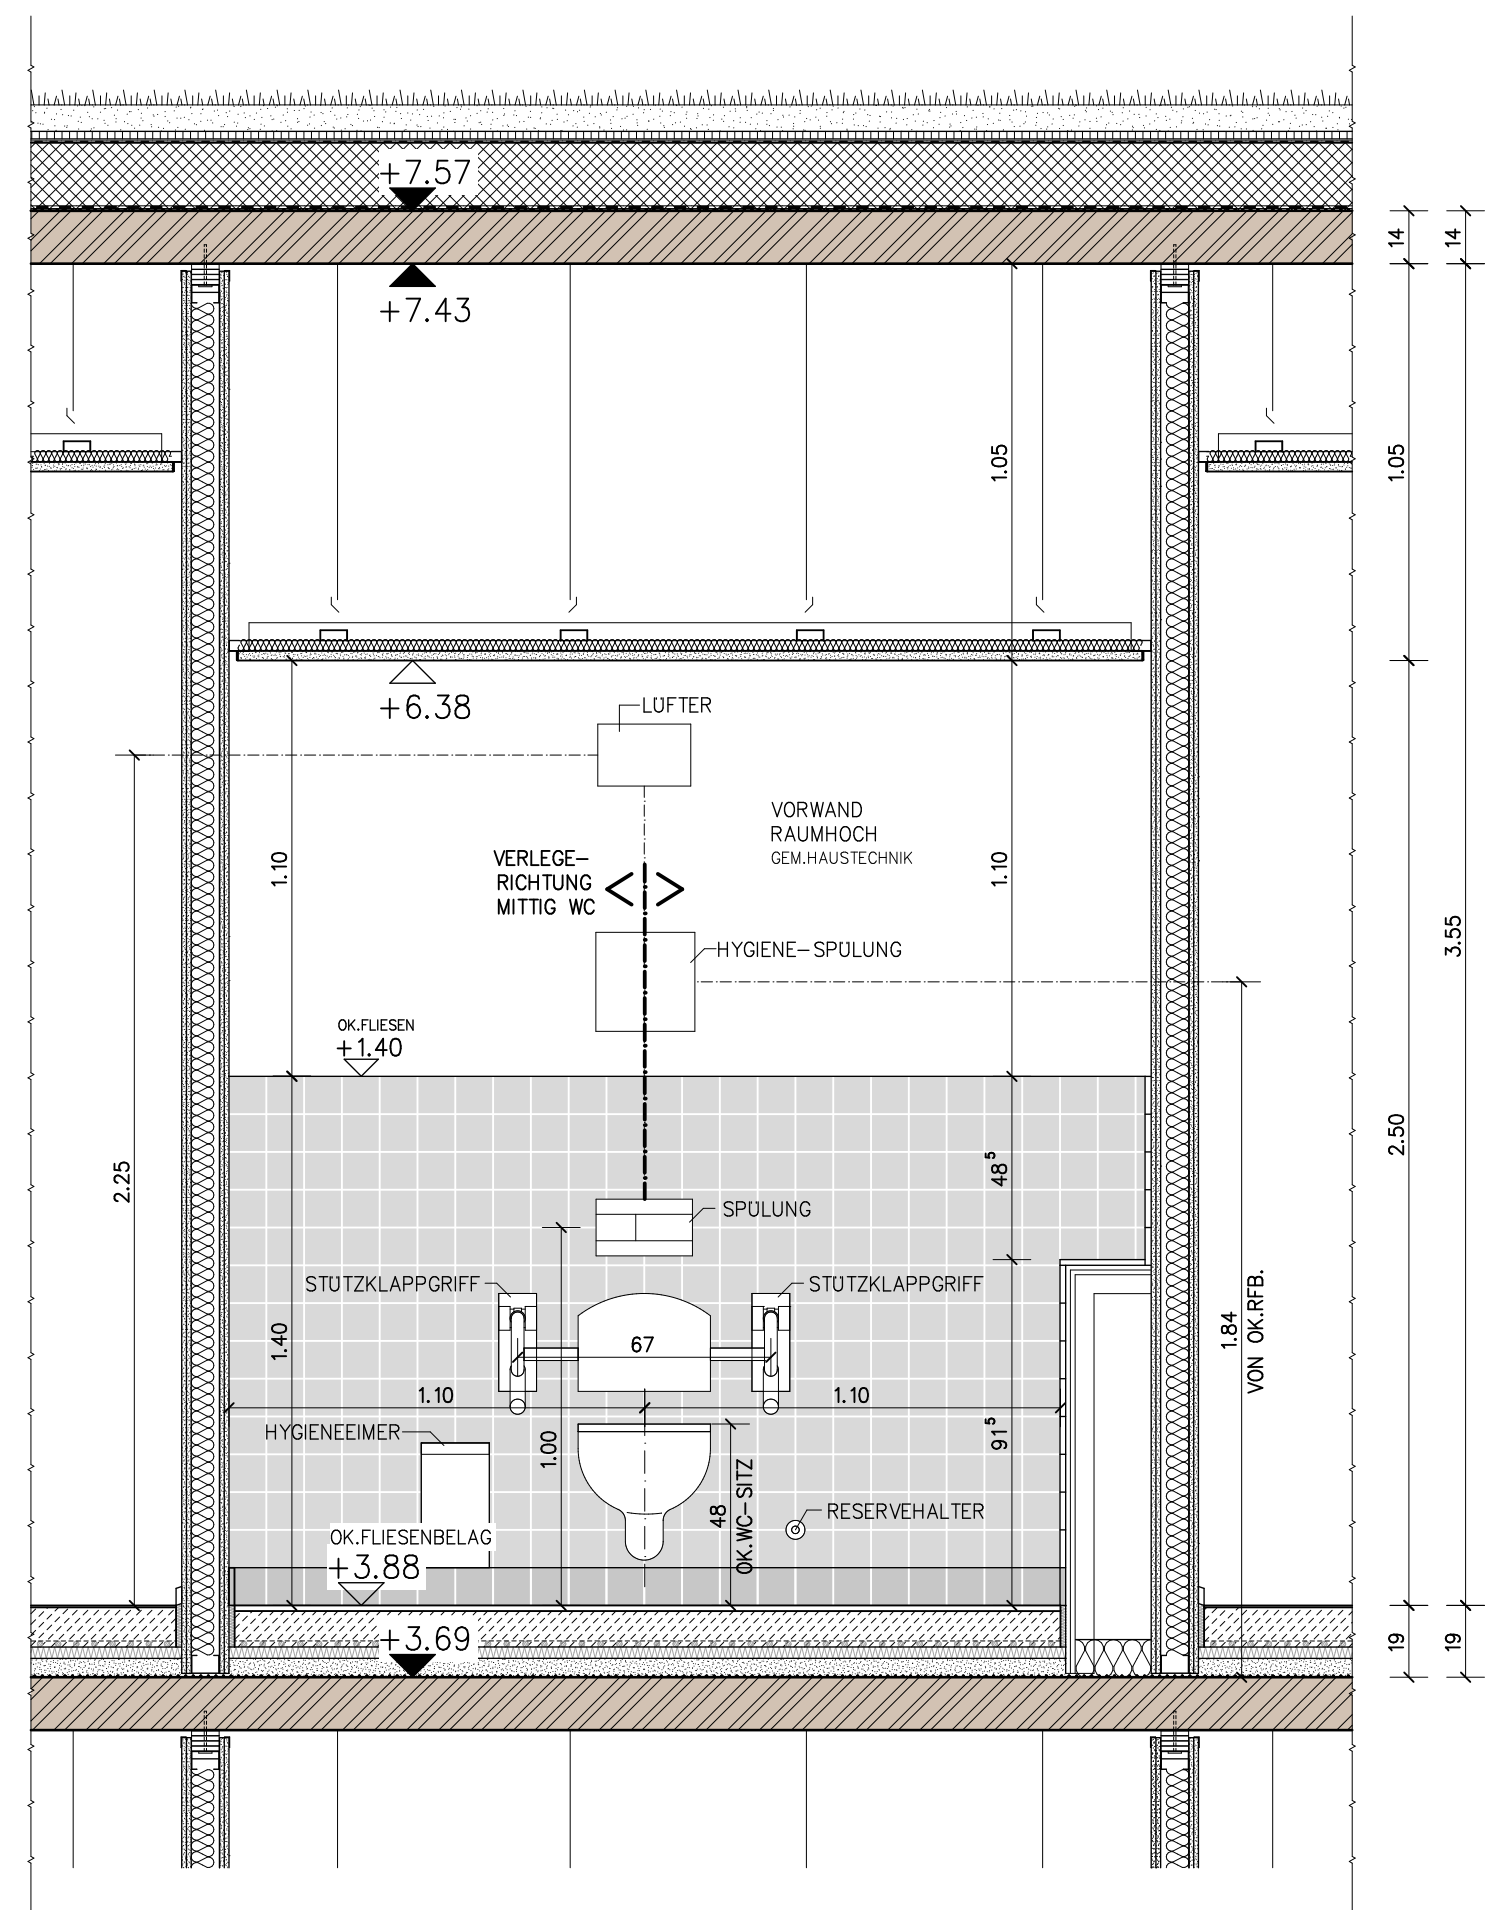 +7.57
14
14
+7.43
1.05
1.05
+6.38
LÜFTER
VORWAND
RAUMHOCH
GEM.HAUSTECHNIK
1.10
VERLEGE-
RICHTUNG
MITTIG WC
1.10
HYGIENE-SPÜLUNG
3.55
OK.FLIESEN
+1.40
2.50
2.25
48⁵
SPÜLUNG
STÜTZKLAPPGRIFF
STÜTZKLAPPGRIFF
1.40
67
1.84
VON OK.RFB.
1.10
1.10
HYGIENEEIMER
1.00
91⁵
48
OK.WC-SITZ
RESERVEHALTER
OK.FLIESENBELAG
+3.88
+3.69
19
19